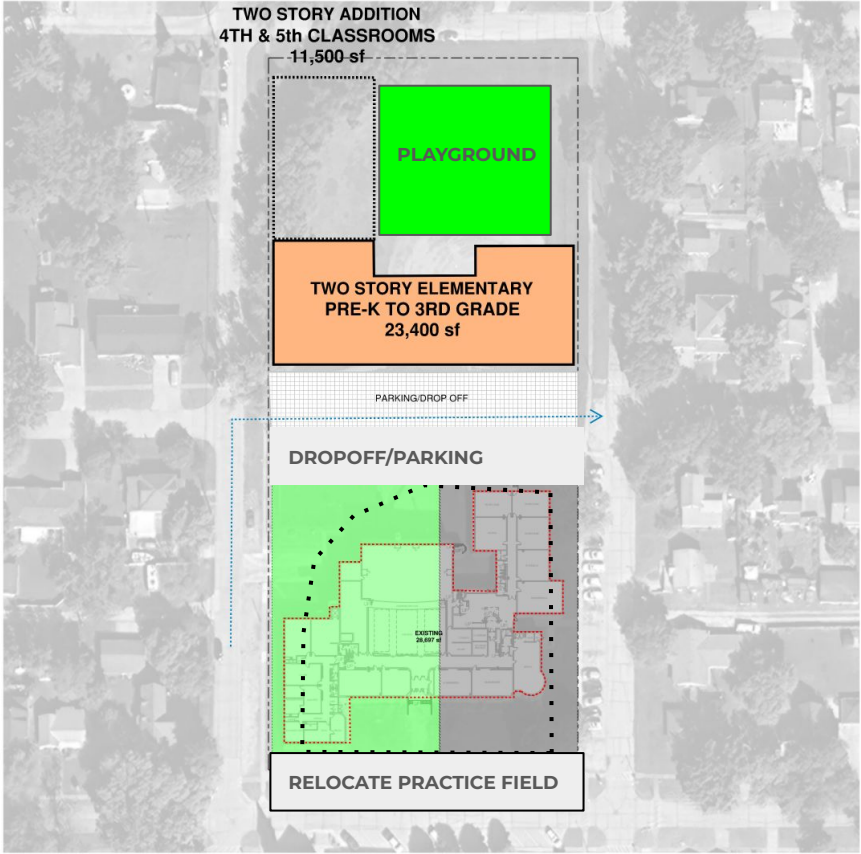 TWO STORY ADDITION
4TH & 5th CLASSROOMS
11,500 sf
PLAYGROUND
TWO STORY ELEMENTARY
PRE-K TO 3RD GRADE
23,400 sf
PARKING/DROP OFF
DROPOFF/PARKING
EXISTING
RELOCATE PRACTICE FIELD